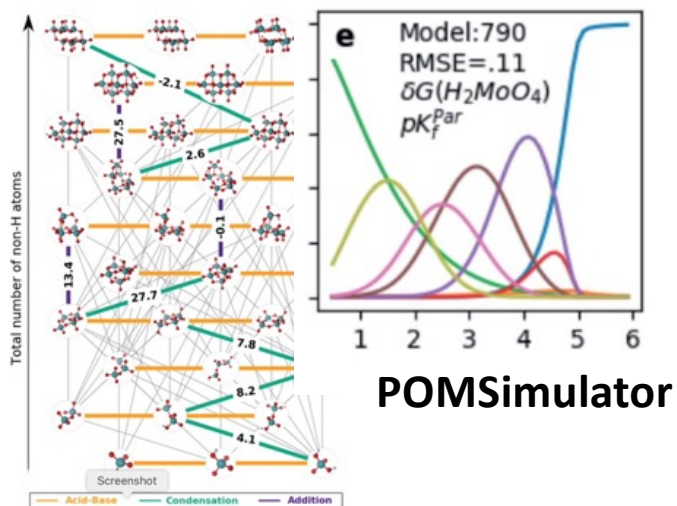 Total number of non-H atoms
-2.1
27.5
2.6
-0.1
13.4
27.7
7.8
8.2
4.1
Screenshot
Acid-Base Condensation Addition
e Model:790
RMSE=.11
δG(H₂MoO₄)
pK_f^Par
1 2 3 4 5 6
POMSimulator